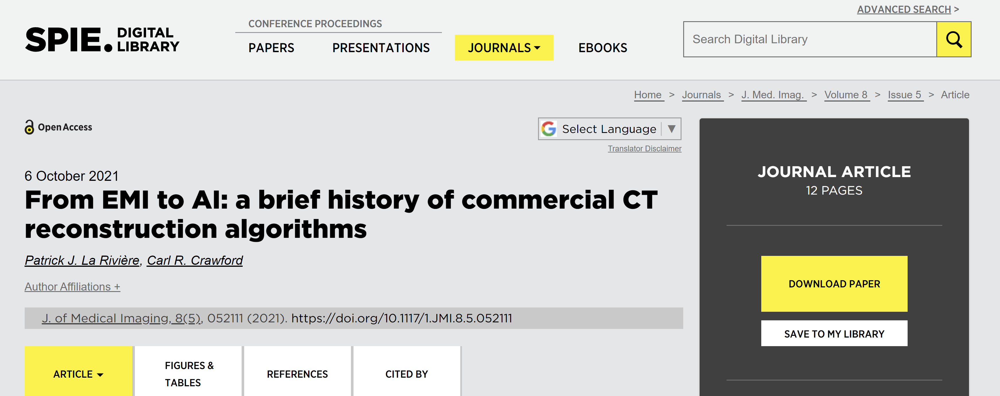 ADVANCED SEARCH >
SPIE. DIGITAL
LIBRARY
CONFERENCE PROCEEDINGS
PAPERS PRESENTATIONS JOURNALS EBOOKS
Search Digital Library
Home > Journals > J. Med. Imag. > Volume 8 > Issue 5 > Article
Open Access
Select Language ▼
Translator Disclaimer
6 October 2021
From EMI to AI: a brief history of commercial CT
reconstruction algorithms
Patrick J. La Rivière, Carl R. Crawford
Author Affiliations +
J. of Medical Imaging, 8(5), 052111 (2021). https://doi.org/10.1117/1.JMI.8.5.052111
ARTICLE
FIGURES &
TABLES
REFERENCES
CITED BY
JOURNAL ARTICLE
12 PAGES
DOWNLOAD PAPER
SAVE TO MY LIBRARY